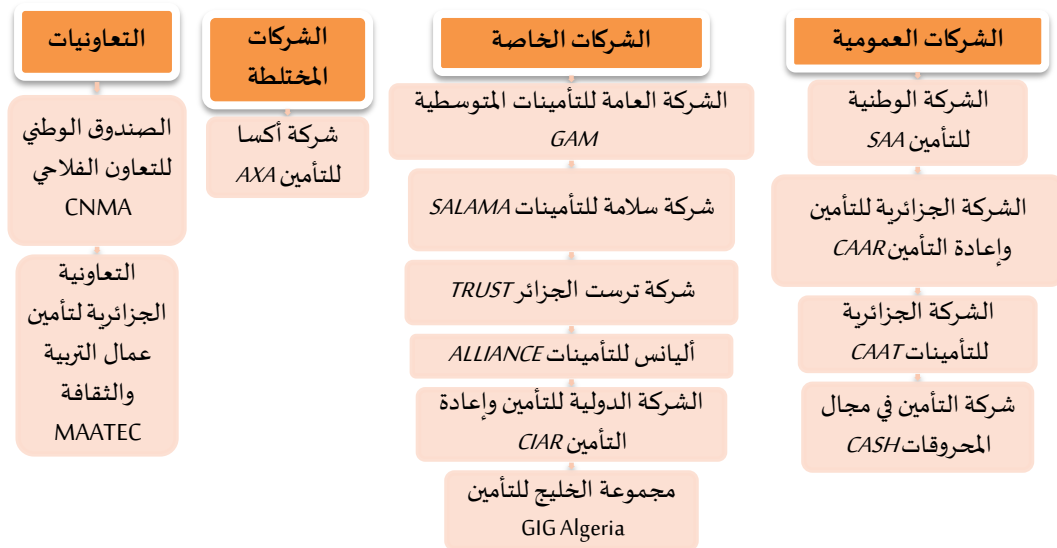 الشركات العمومية
الشركة الوطنية
للتأمين SAA
الشركة الجزائرية للتأمين
وإعادة التأمين CAAR
الشركة الجزائرية
للتأمينات CAAT
شركة التأمين في مجال
المحروقات CASH
الشركات الخاصة
الشركة العامة للتأمينات المتوسطية
GAM
شركة سلامة للتأمينات SALAMA
شركة ترست الجزائر TRUST
أليانس للتأمينات ALLIANCE
الشركة الدولية للتأمين وإعادة
التأمين CIAR
مجموعة الخليج للتأمين
GIG Algeria
الشركات
المختلطة
شركة أكسا
للتأمين AXA
التعاونيات
الصندوق الوطني
للتعاون الفلاحي
CNMA
التعاونية
الجزائرية لتأمين
عمال التربية
والثقافة
MAATEC